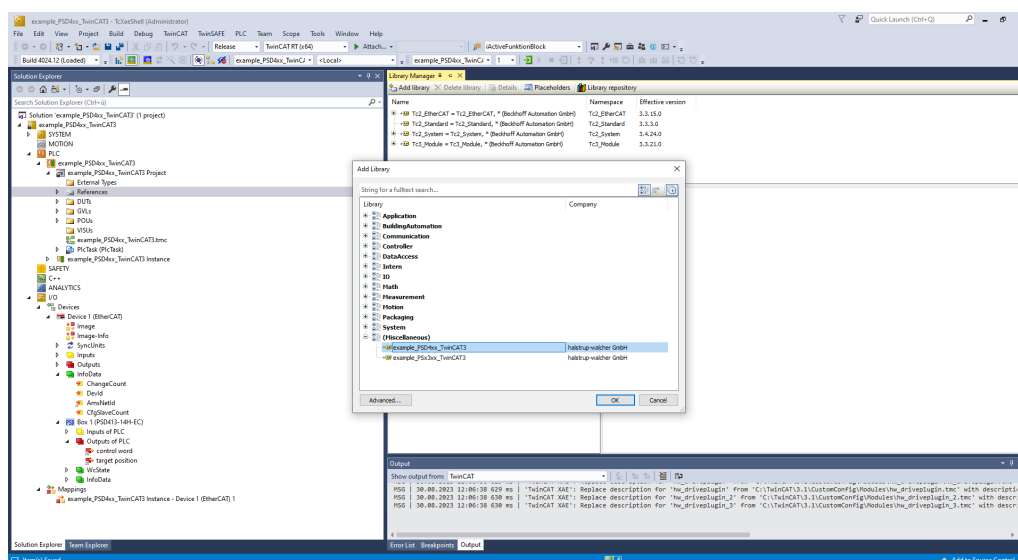 example_PSD4xx_TwinCAT3 - TcXaeShell (Administrator)
Quick Launch (Ctrl+Q)
File Edit View Project Build Debug TwinCAT TwinSAFE PLC Team Scope Tools Window Help
Release TwinCAT RT (x64) Attach... iActiveFunktionBlock
Build 4024.12 (Loaded) example_PSD4xx_TwinC/ <Local> example_PSD4xx_TwinC/ 1
Solution Explorer
Search Solution Explorer (Ctrl+ü)
Solution 'example_PSD4xx_TwinCAT3' (1 project)
example_PSD4xx_TwinCAT3
SYSTEM
MOTION
PLC
example_PSD4xx_TwinCAT3
example_PSD4xx_TwinCAT3 Project
External Types
References
DUTs
GVLs
POUs
VISUs
example_PSD4xx_TwinCAT3.tmc
PlcTask (PlcTask)
example_PSD4xx_TwinCAT3 Instance
SAFETY
C++
ANALYTICS
I/O
Devices
Device 1 (EtherCAT)
Image
Image-Info
SyncUnits
Inputs
Outputs
InfoData
ChangeCount
DevId
AmsNetId
CfgSlaveCount
Box 1 (PSD413-14H-EC)
Inputs of PLC
Outputs of PLC
control word
target position
WcState
InfoData
Mappings
example_PSD4xx_TwinCAT3 Instance - Device 1 (EtherCAT) 1
Solution Explorer Team Explorer
Library Manager
Add library Delete library Details Placeholders Library repository
Name Namespace Effective version
Tc2_EtherCAT = Tc2_EtherCAT, * (Beckhoff Automation GmbH) Tc2_EtherCAT 3.3.15.0
Tc2_Standard = Tc2_Standard, * (Beckhoff Automation GmbH) Tc2_Standard 3.3.3.0
Tc2_System = Tc2_System, * (Beckhoff Automation GmbH) Tc2_System 3.4.24.0
Tc3_Module = Tc3_Module, * (Beckhoff Automation GmbH) Tc3_Module 3.3.21.0
Add Library
String for a fulltext search...
Library Company
Application
BuildingAutomation
Communication
Controller
DataAccess
Intern
IO
Math
Measurement
Motion
Packaging
System
(Miscellaneous)
example_PSD4xx_TwinCAT3 halstrup-walcher GmbH
example_PSx3xx_TwinCAT3 halstrup-walcher GmbH
Advanced... OK Cancel
Output
Show output from: TwinCAT
MSG | 30.08.2023 12:06:38 629 ms | 'TwinCAT XAE': Replace description for 'hw_driveplugin' from 'C:\TwinCAT\3.1\CustomConfig\Modules\hw_driveplugin.tmc' with descripti
MSG | 30.08.2023 12:06:38 630 ms | 'TwinCAT XAE': Replace description for 'hw_driveplugin_2' from 'C:\TwinCAT\3.1\CustomConfig\Modules\hw_driveplugin_2.tmc' with descr
MSG | 30.08.2023 12:06:38 630 ms | 'TwinCAT XAE': Replace description for 'hw_driveplugin_3' from 'C:\TwinCAT\3.1\CustomConfig\Modules\hw_driveplugin_3.tmc' with descr
Error List Breakpoints Output
Item(s) Saved Add to Source Control